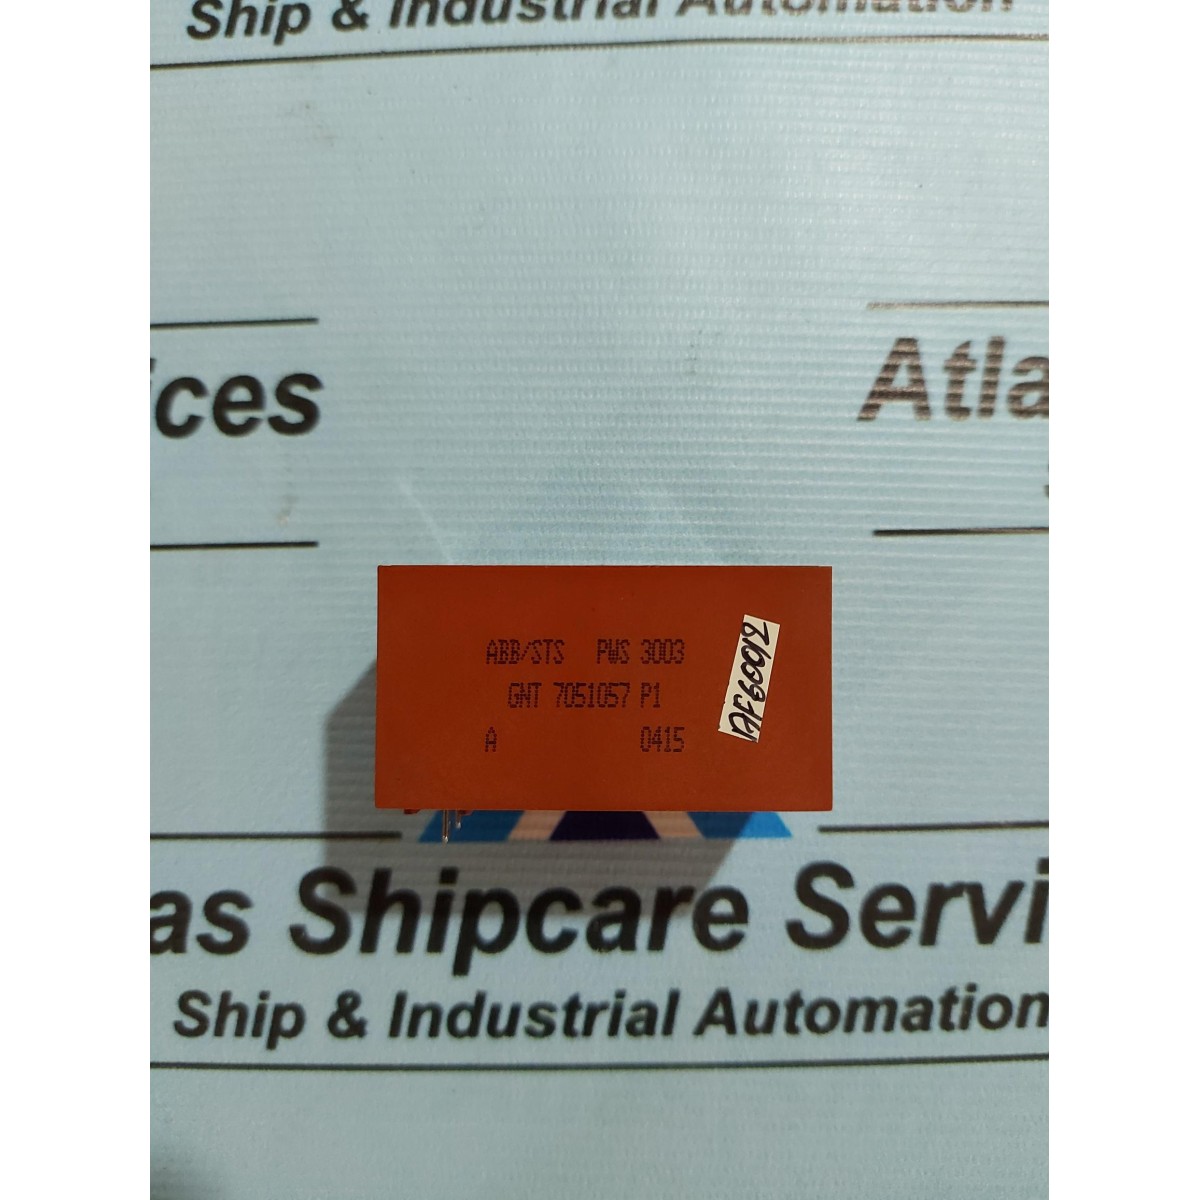 Ship & Industrial Automation
ices
Atla
ABB/STS PWS 3003
GNT 7051057 P1
A 0415
as Shipcare Servi
Ship & Industrial Automation